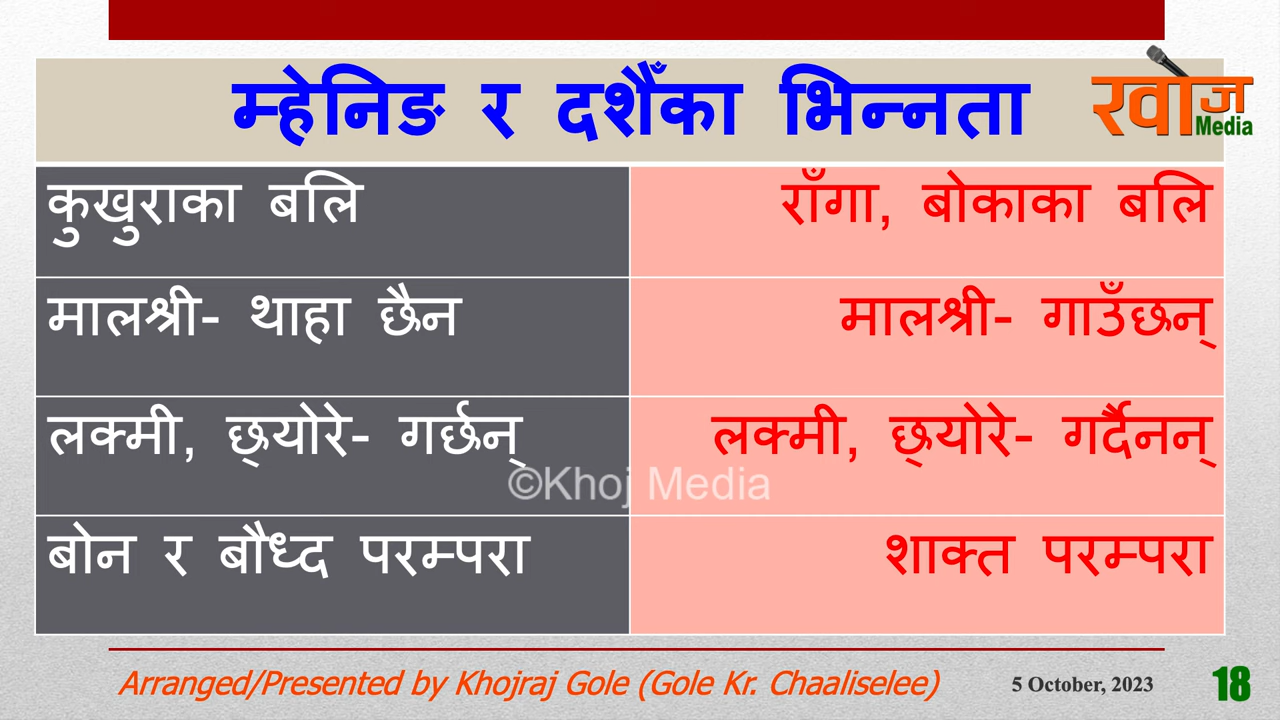 म्हेनिङ र दशैँका भिन्नता
खोज
Media
कुखुराका बलि
राँगा, बोकाका बलि
मालश्री- थाहा छैन
मालश्री- गाउँछन्
लक्मी, छ्योरे- गर्छन्
लक्मी, छ्योरे- गर्दैनन्
©Khoj Media
बोन र बौध्द परम्परा
शाक्त परम्परा
Arranged/Presented by Khojraj Gole (Gole Kr. Chaaliselee)
5 October, 2023
18